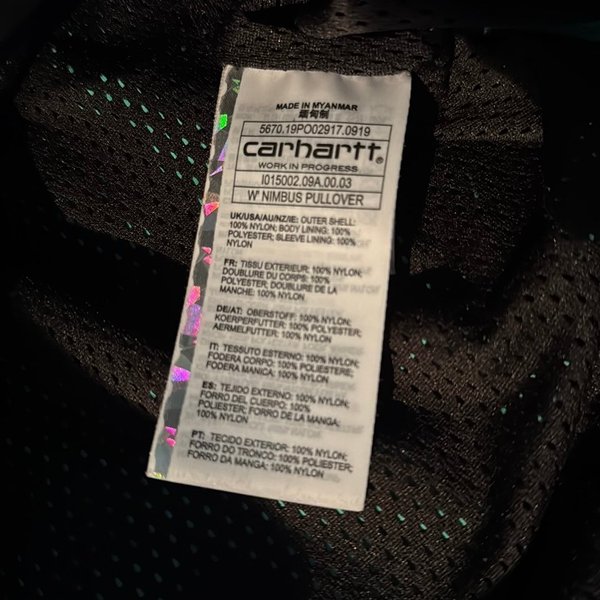 MADE IN MYANMAR
缅甸制
5670.19PO02917.0919
carhartt®
WORK IN PROGRESS
I015002.09A.00.03
W' NIMBUS PULLOVER
UK/USA/AU/NZ/IE: OUTER SHELL:
100% NYLON; BODY LINING: 100%
POLYESTER; SLEEVE LINING: 100%
NYLON
FR: TISSU EXTERIEUR: 100% NYLON;
DOUBLURE DU CORPS: 100%
POLYESTER; DOUBLURE DE LA
MANCHE: 100% NYLON
DE/AT: OBERSTOFF: 100% NYLON;
KOERPERFUTTER: 100% POLYESTER;
AERMELFUTTER: 100% NYLON
IT: TESSUTO ESTERNO: 100% NYLON;
FODERA CORPO: 100% POLIESTERE;
FODERA MANICA: 100% NYLON
ES: TEJIDO EXTERNO: 100% NYLON;
FORRO DEL CUERPO: 100%
POLIESTER; FORRO DE LA MANGA:
100% NYLON
PT: TECIDO EXTERIOR: 100% NYLON;
FORRO DO TRONCO: 100% POLIESTER;
FORRO DA MANGA: 100% NYLON